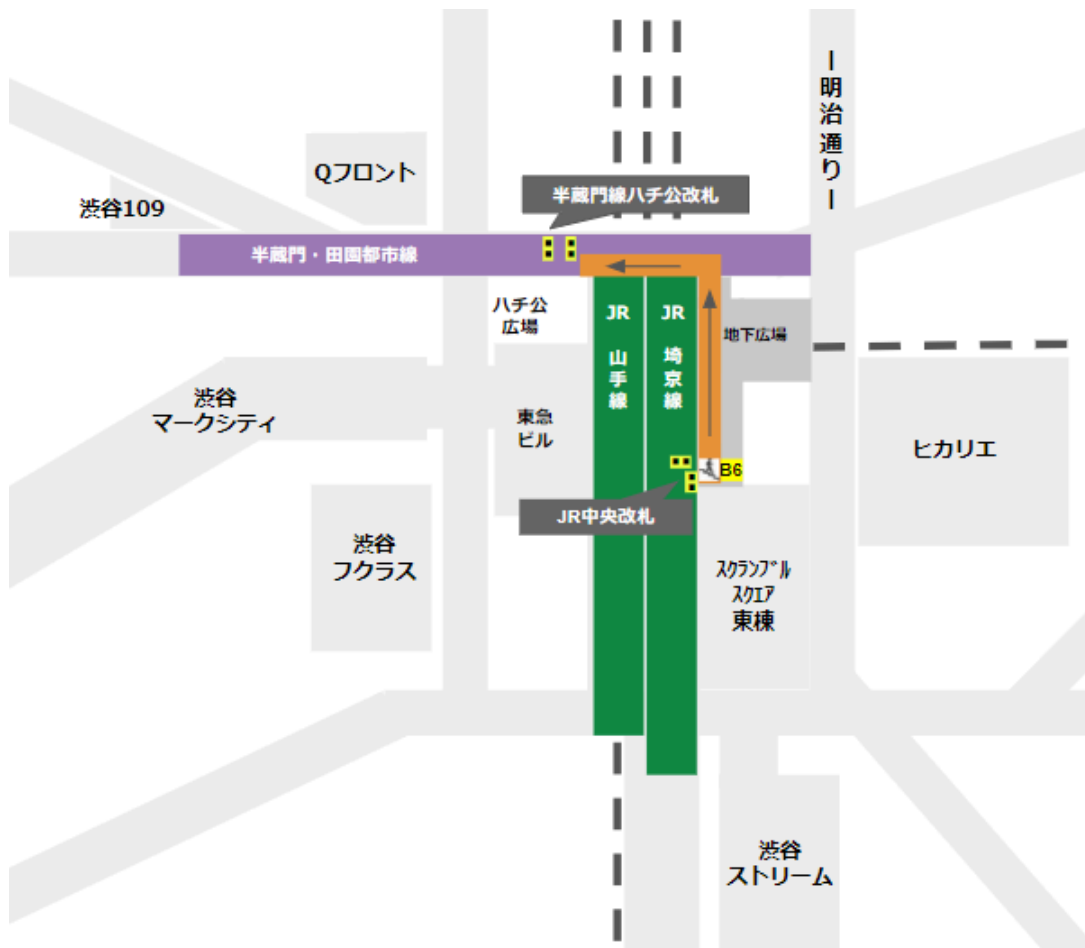 ー明治通りー
Qフロント
半蔵門線ハチ公改札
渋谷109
半蔵門・田園都市線
ハチ公
広場
JR
山手線
JR
埼京線
地下広場
渋谷
マークシティ
東急
ビル
ヒカリエ
B6
JR中央改札
渋谷
フクラス
スクランブル
スクエア
東棟
渋谷
ストリーム